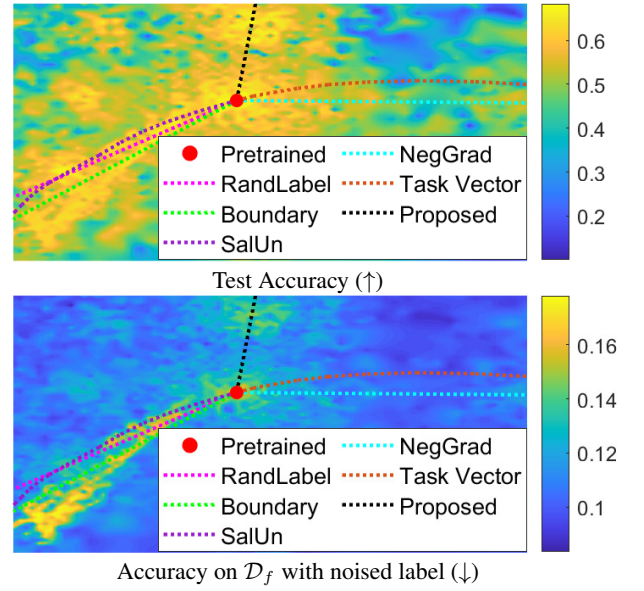 0.6
0.5
0.4
0.3
0.2
Pretrained NegGrad
RandLabel Task Vector
Boundary Proposed
SalUn
Test Accuracy (↑)
0.16
0.14
0.12
0.1
Pretrained NegGrad
RandLabel Task Vector
Boundary Proposed
SalUn
Accuracy on 𝒟f with noised label (↓)